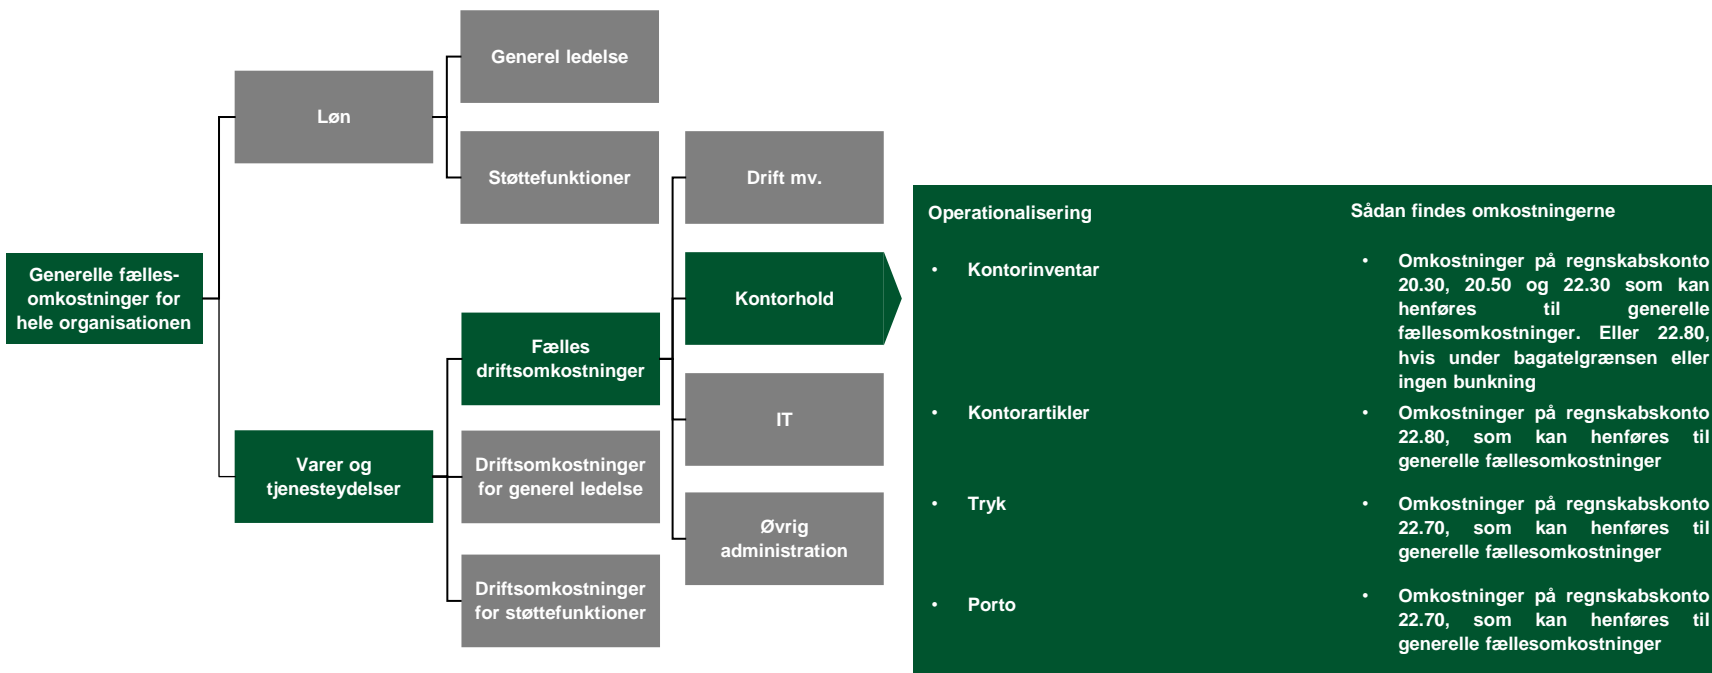 Generelle fælles-
omkostninger for
hele organisationen
Løn
Varer og
tjenesteydelser
Generel ledelse
Støttefunktioner
Fælles
driftsomkostninger
Driftsomkostninger
for generel ledelse
Driftsomkostninger
for støttefunktioner
Drift mv.
Kontorhold
IT
Øvrig
administration
Operationalisering
Sådan findes omkostningerne
• Kontorinventar
• Omkostninger på regnskabskonto
20.30, 20.50 og 22.30 som kan
henføres til generelle
fællesomkostninger. Eller 22.80,
hvis under bagatelgrænsen eller
ingen bunkning
• Kontorartikler
• Omkostninger på regnskabskonto
22.80, som kan henføres til
generelle fællesomkostninger
• Tryk
• Omkostninger på regnskabskonto
22.70, som kan henføres til
generelle fællesomkostninger
• Porto
• Omkostninger på regnskabskonto
22.70, som kan henføres til
generelle fællesomkostninger